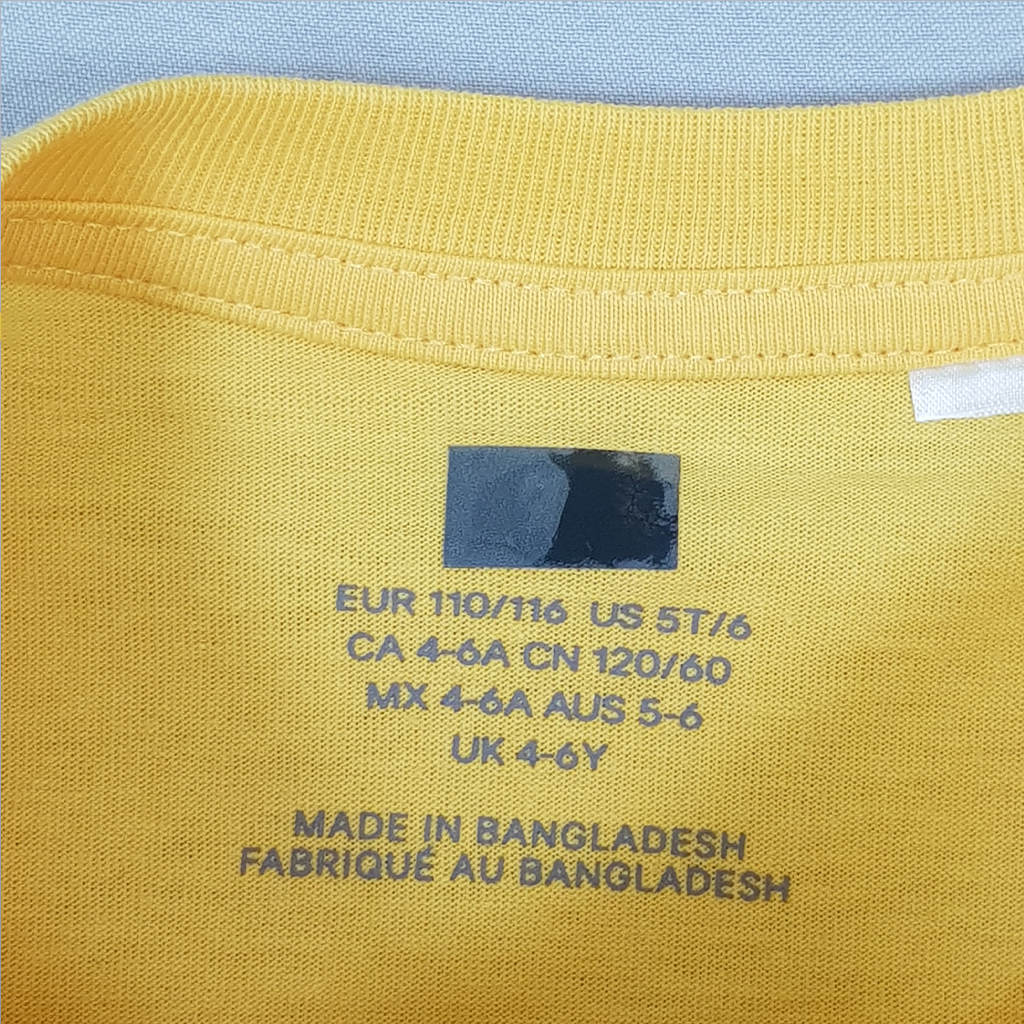 EUR 110/116 US 5T/6
CA 4-6A CN 120/60
MX 4-6A AUS 5-6
UK 4-6Y
MADE IN BANGLADESH
FABRIQUÉ AU BANGLADESH